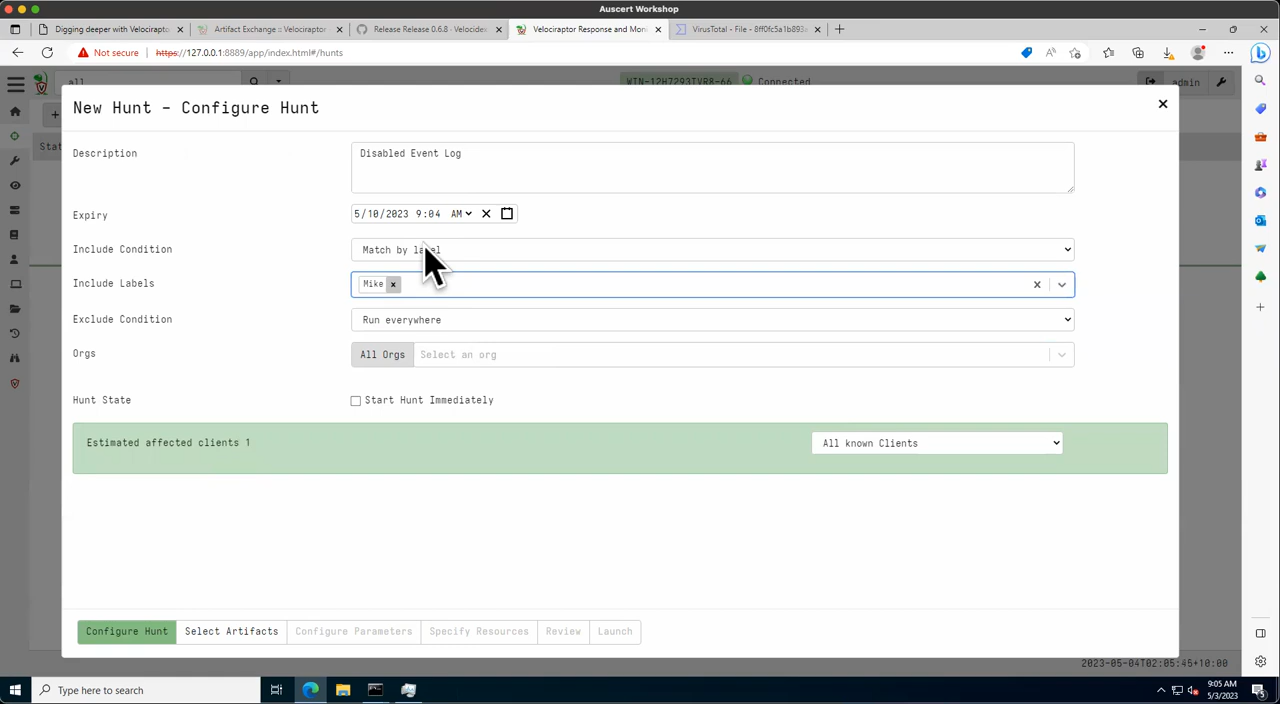 Auscert Workshop
Digging deeper with Velociraptor
Artifact Exchange :: Velociraptor
Release Release 0.6.8 · Velocidex
Velociraptor Response and Moni
VirusTotal - File - 8ff0fc5a1b893
Not secure
https://127.0.0.1:8889/app/index.html#/hunts
all
Connected
admin
Stat
New Hunt - Configure Hunt
Description
Disabled Event Log
Expiry
5/10/2023 9:04 AM
Include Condition
Match by label
Include Labels
Mike
Exclude Condition
Run everywhere
Orgs
All Orgs
Select an org
Hunt State
Start Hunt Immediately
Estimated affected clients 1
All known Clients
Configure Hunt
Select Artifacts
Configure Parameters
Specify Resources
Review
Launch
2023-05-04T02:05:45+10:00
Type here to search
9:05 AM
5/3/2023
5